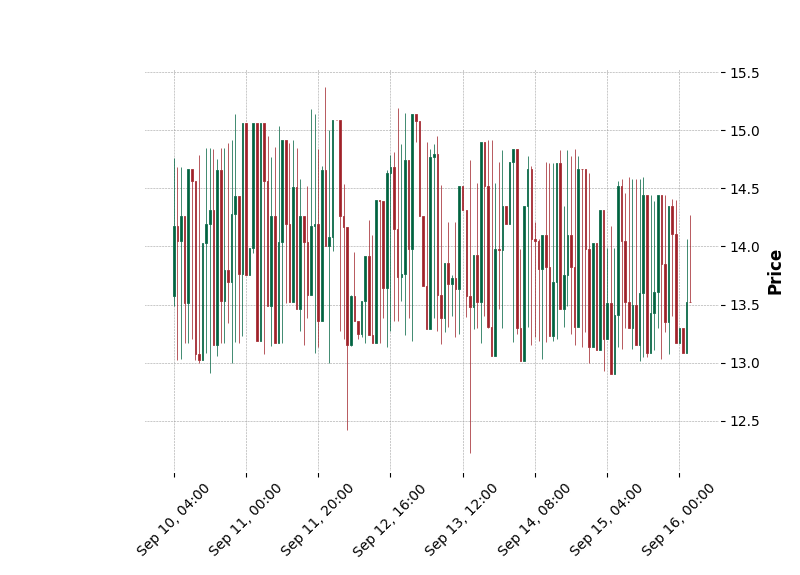 15.5
15.0
14.5
14.0
13.5
13.0
12.5
Price
Sep 10, 04:00
Sep 11, 00:00
Sep 11, 20:00
Sep 12, 16:00
Sep 13, 12:00
Sep 14, 08:00
Sep 15, 04:00
Sep 16, 00:00